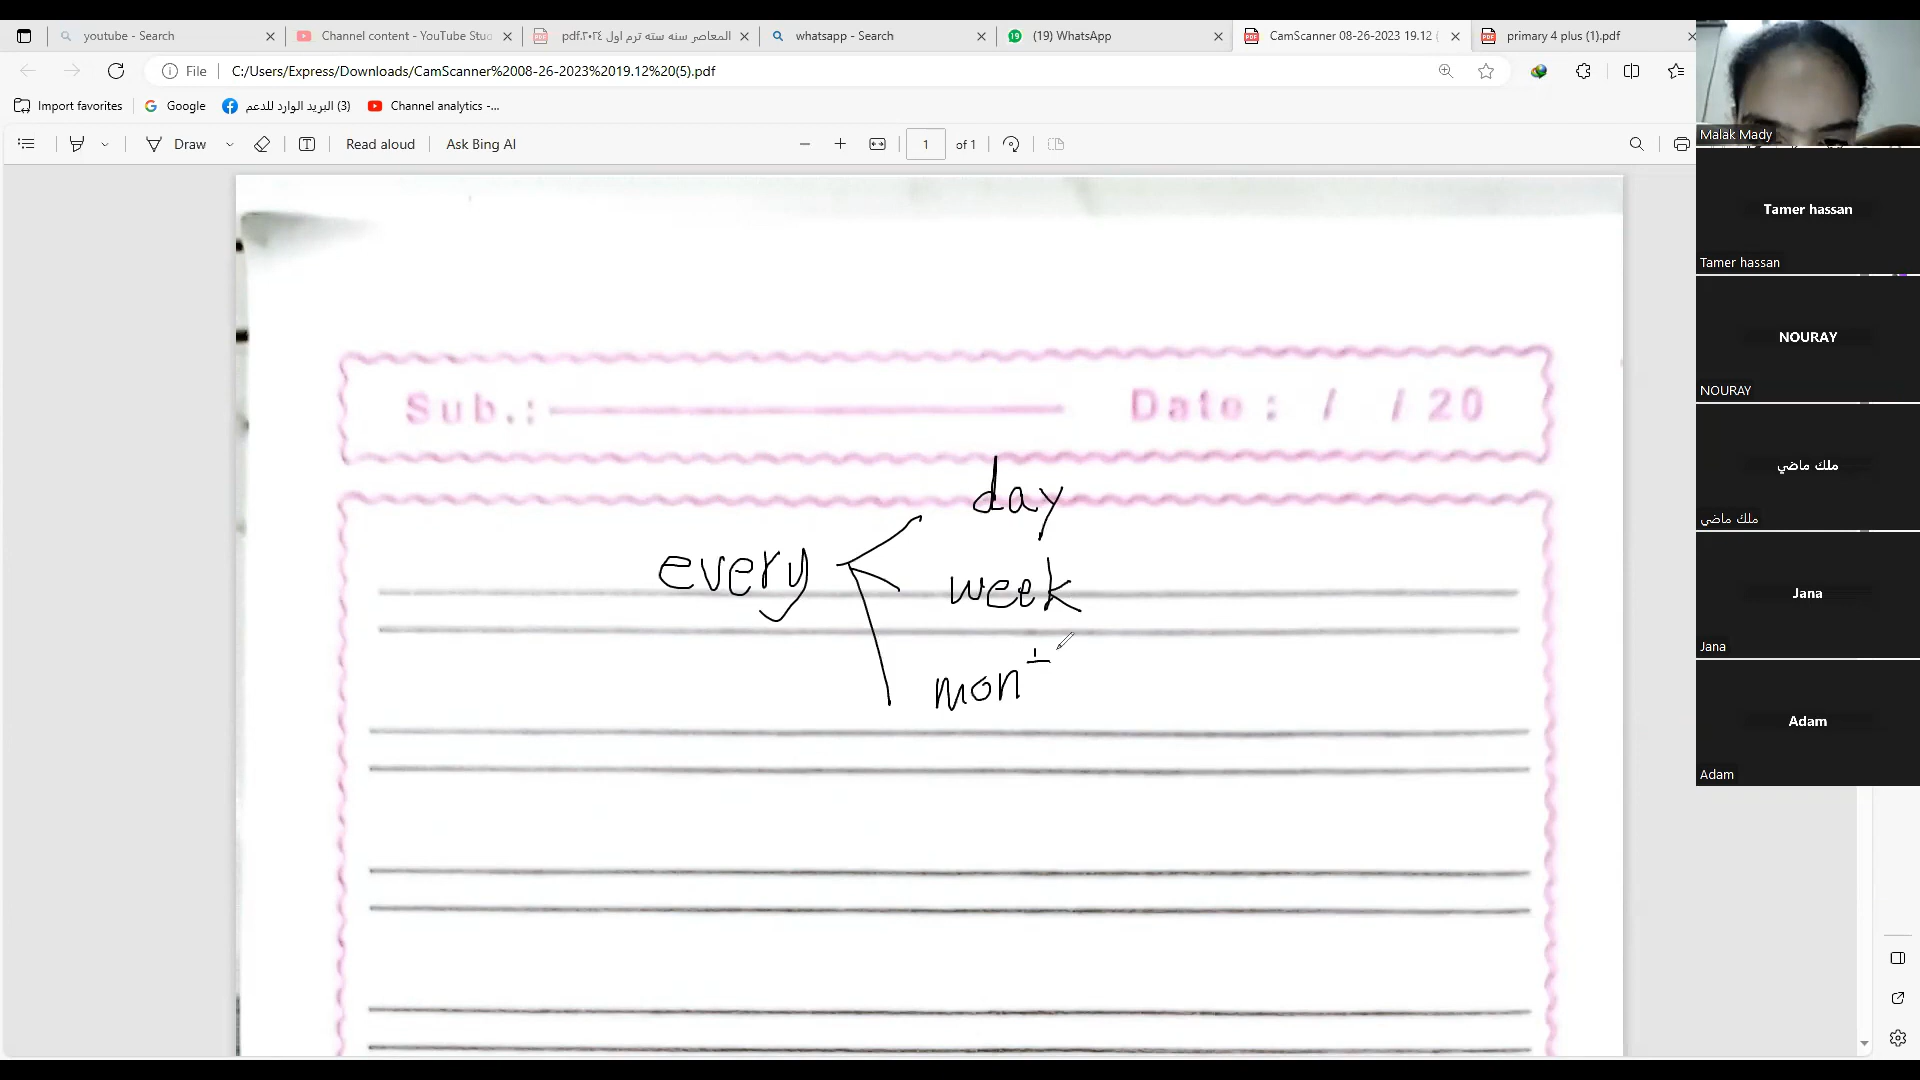 youtube - Search
Channel content - YouTube Stud
المعاصر سنه سته ترم اول ٢٠٢٤.pdf
whatsapp - Search
(19) WhatsApp
CamScanner 08-26-2023 19.12 (
primary 4 plus (1).pdf
File
C:/Users/Express/Downloads/CamScanner%2008-26-2023%2019.12%20(5).pdf
Import favorites
Google
(3) البريد الوارد للدعم
Channel analytics -...
Draw
Read aloud
Ask Bing AI
1
of 1
Malak Mady
Tamer hassan
Tamer hassan
NOURAY
NOURAY
ملك ماضي
ملك ماضي
Jana
Jana
Adam
Adam
Sub.:
Date : / / 20
day
every
week
mont